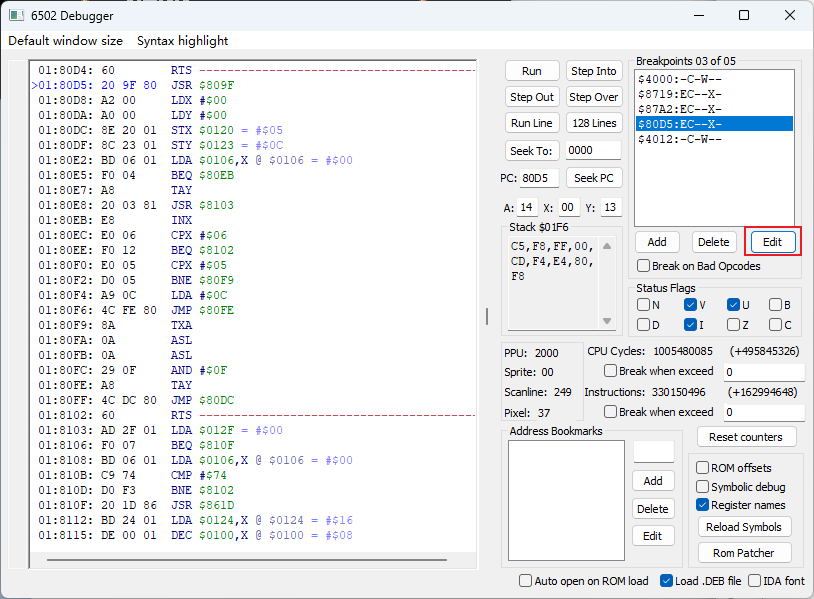 6502 Debugger
Default window size Syntax highlight
01:80D4: 60 RTS ----------------------------------------
>01:80D5: 20 9F 80 JSR $809F
01:80D8: A2 00 LDX #$00
01:80DA: A0 00 LDY #$00
01:80DC: 8E 20 01 STX $0120 = #$05
01:80DF: 8C 23 01 STY $0123 = #$0C
01:80E2: BD 06 01 LDA $0106,X @ $0106 = #$00
01:80E5: F0 04 BEQ $80EB
01:80E7: A8 TAY
01:80E8: 20 03 81 JSR $8103
01:80EB: E8 INX
01:80EC: E0 06 CPX #$06
01:80EE: F0 12 BEQ $8102
01:80F0: E0 05 CPX #$05
01:80F2: D0 05 BNE $80F9
01:80F4: A9 0C LDA #$0C
01:80F6: 4C FE 80 JMP $80FE
01:80F9: 8A TXA
01:80FA: 0A ASL
01:80FB: 0A ASL
01:80FC: 29 0F AND #$0F
01:80FE: A8 TAY
01:80FF: 4C DC 80 JMP $80DC
01:8102: 60 RTS ----------------------------------------
01:8103: AD 2F 01 LDA $012F = #$00
01:8106: F0 07 BEQ $810F
01:8108: BD 06 01 LDA $0106,X @ $0106 = #$00
01:810B: C9 74 CMP #$74
01:810D: D0 F3 BNE $8102
01:810F: 20 1D 86 JSR $861D
01:8112: BD 24 01 LDA $0124,X @ $0124 = #$16
01:8115: DE 00 01 DEC $0100,X @ $0100 = #$08
Run Step Into
Step Out Step Over
Run Line 128 Lines
Seek To: 0000
PC: 80D5 Seek PC
A: 14 X: 00 Y: 13
Stack $01F6
C5,F8,FF,00,
CD,F4,E4,80,
F8
Breakpoints 03 of 05
$4000:-C-W--
$8719:EC--X-
$87A2:EC--X-
$80D5:EC--X-
$4012:-C-W--
Add Delete Edit
Break on Bad Opcodes
Status Flags
N V U B
D I Z C
PPU: 2000
Sprite: 00
Scanline: 249
Pixel: 37
CPU Cycles: 1005480085 (+495845326)
Break when exceed 0
Instructions: 330150496 (+162994648)
Break when exceed 0
Address Bookmarks
Add
Delete
Edit
Reset counters
ROM offsets
Symbolic debug
Register names
Reload Symbols
Rom Patcher
Auto open on ROM load Load .DEB file IDA font